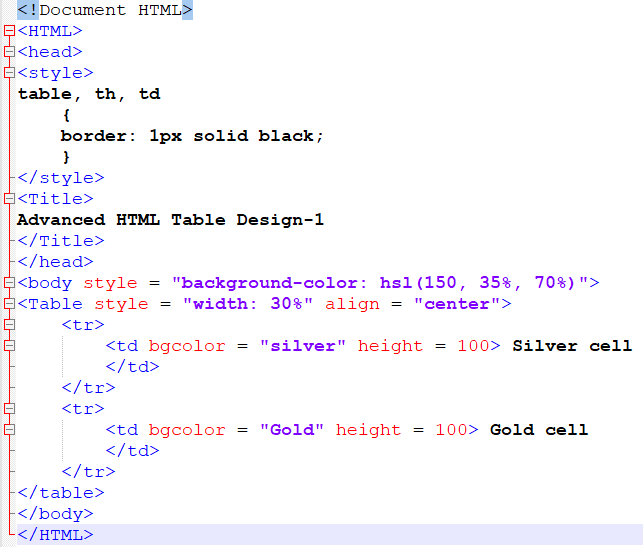 <!Document HTML>
<HTML>
<head>
<style>
table, th, td
{
border: 1px solid black;
}
</style>
<Title>
Advanced HTML Table Design-1
</Title>
</head>
<body style = "background-color: hsl(150, 35%, 70%)">
<Table style = "width: 30%" align = "center">
<tr>
<td bgcolor = "silver" height = 100> Silver cell
</td>
</tr>
<tr>
<td bgcolor = "Gold" height = 100> Gold cell
</td>
</tr>
</table>
</body>
</HTML>